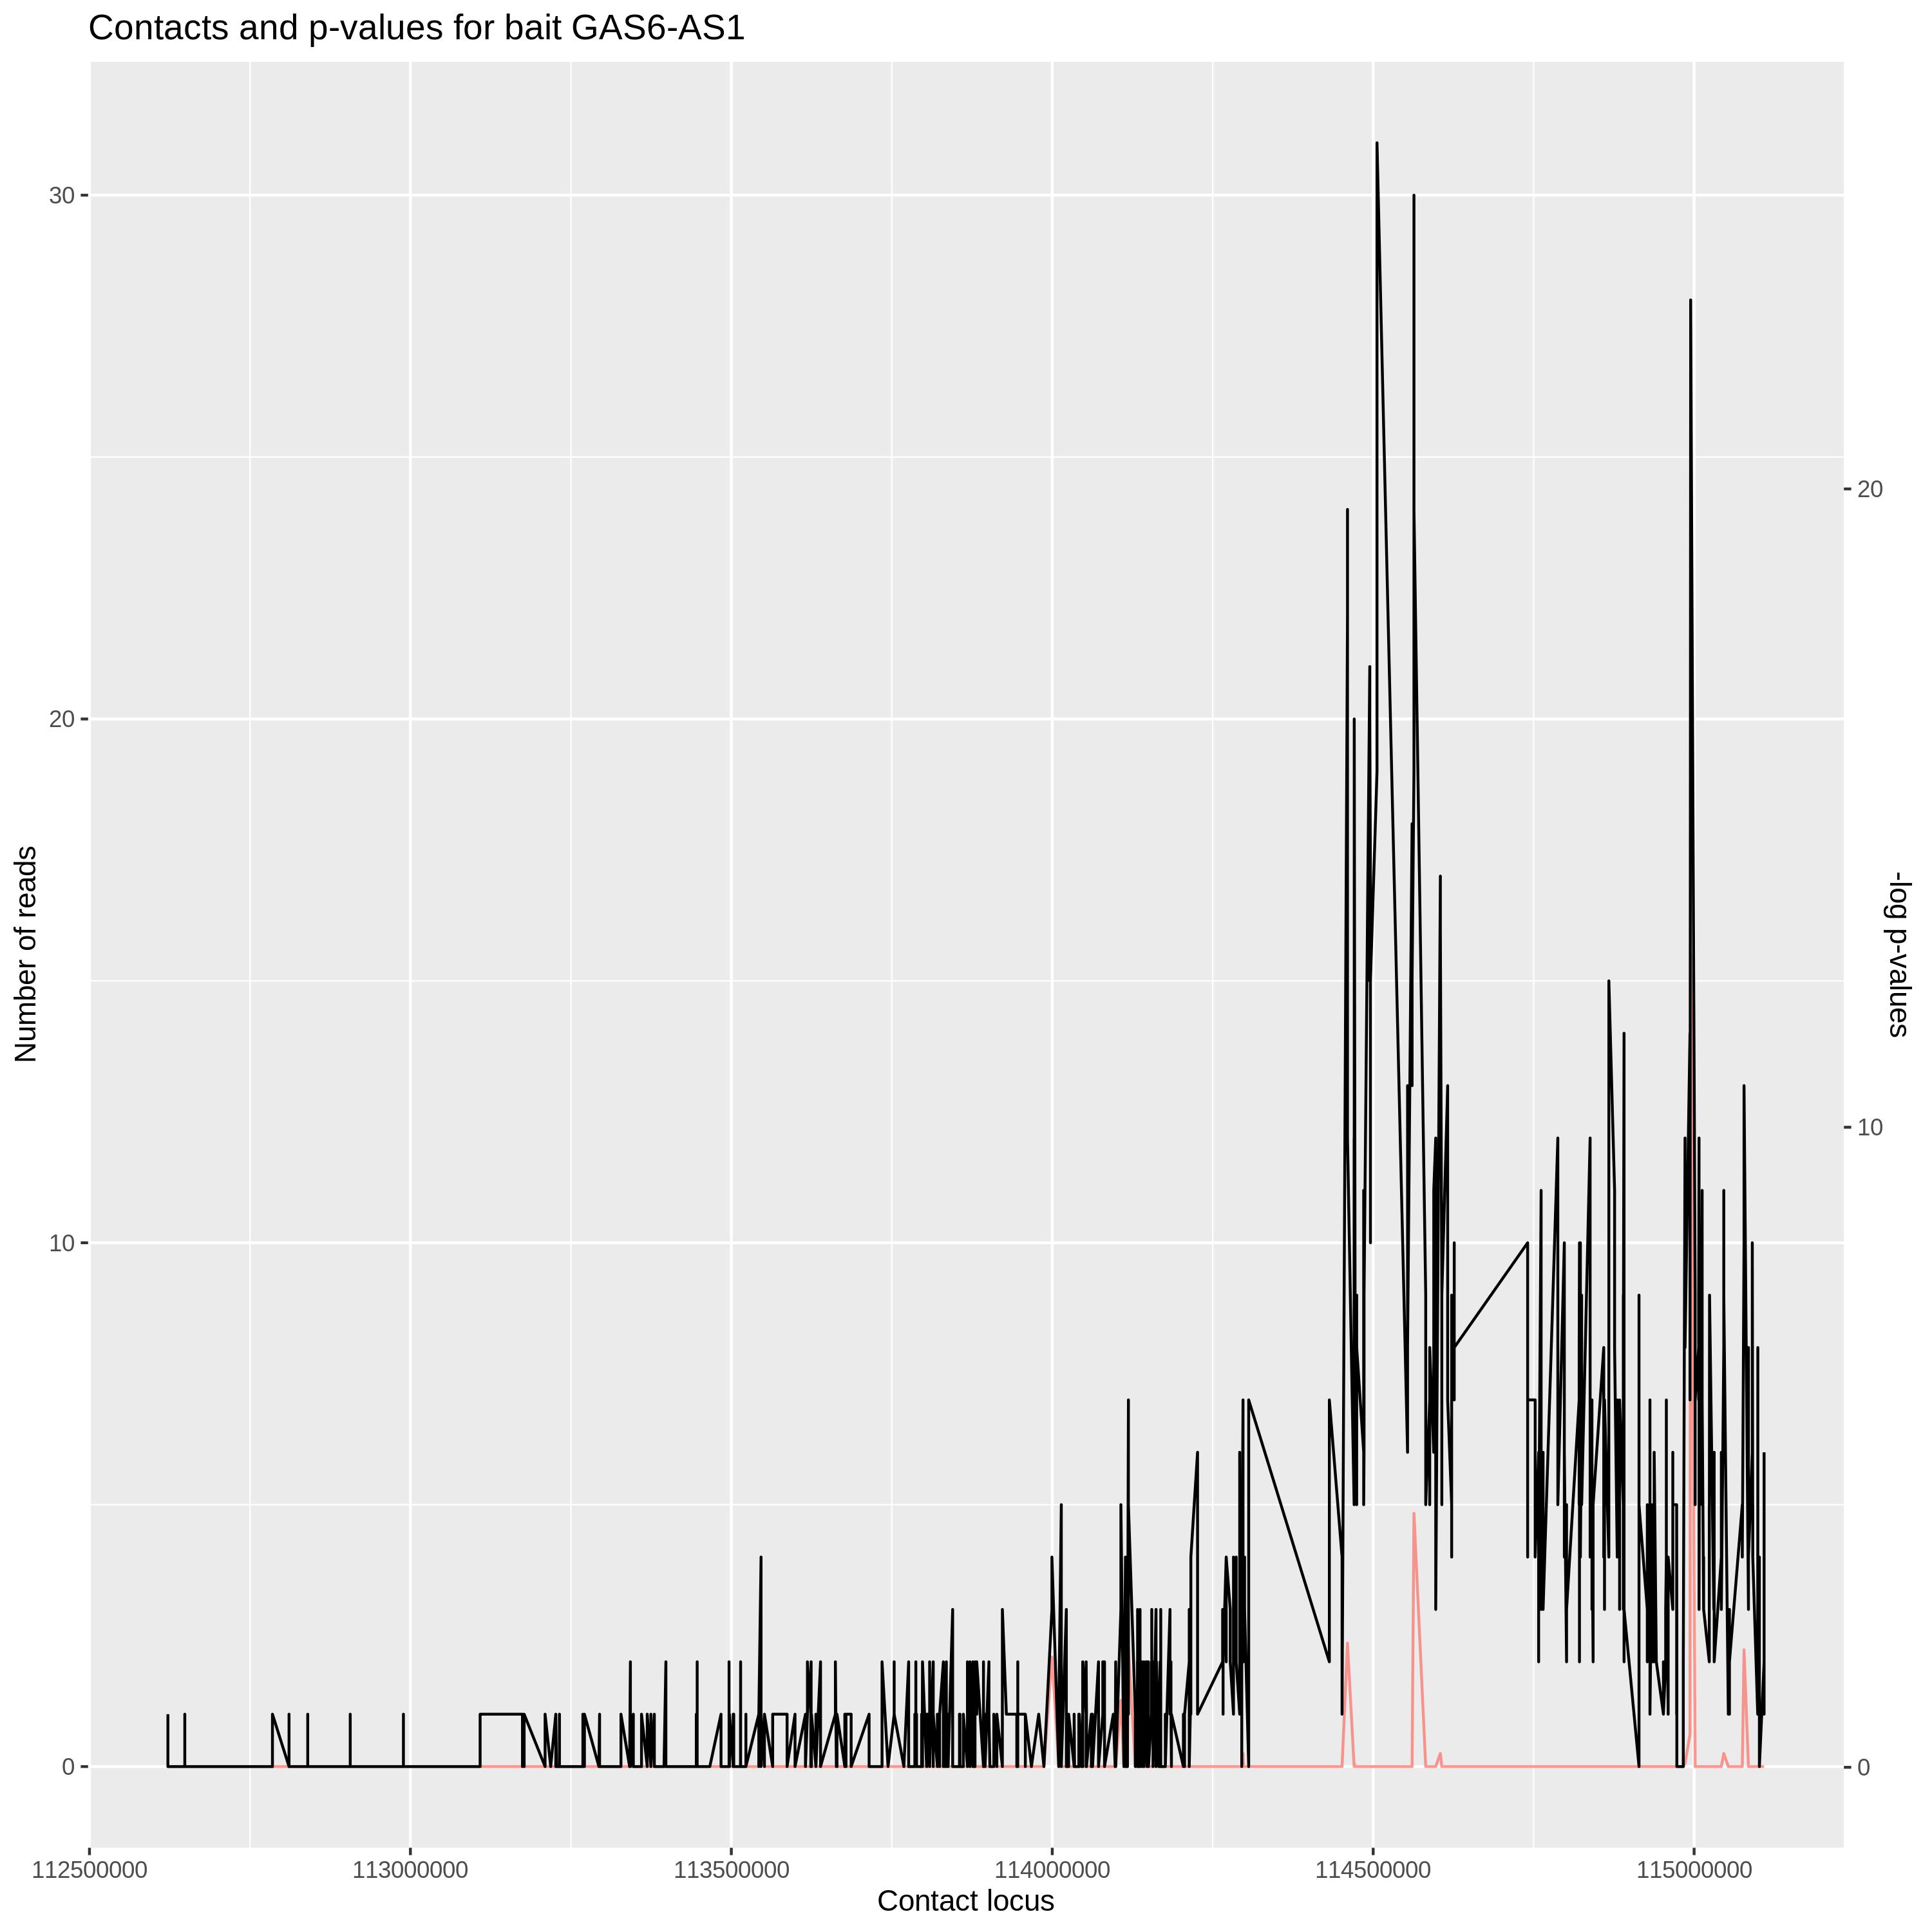 Contacts and p-values for bait GAS6-AS1
30
20
10
0
Number of reads
20
10
0
-log p-values
112500000 113000000 113500000 114000000 114500000 115000000
Contact locus